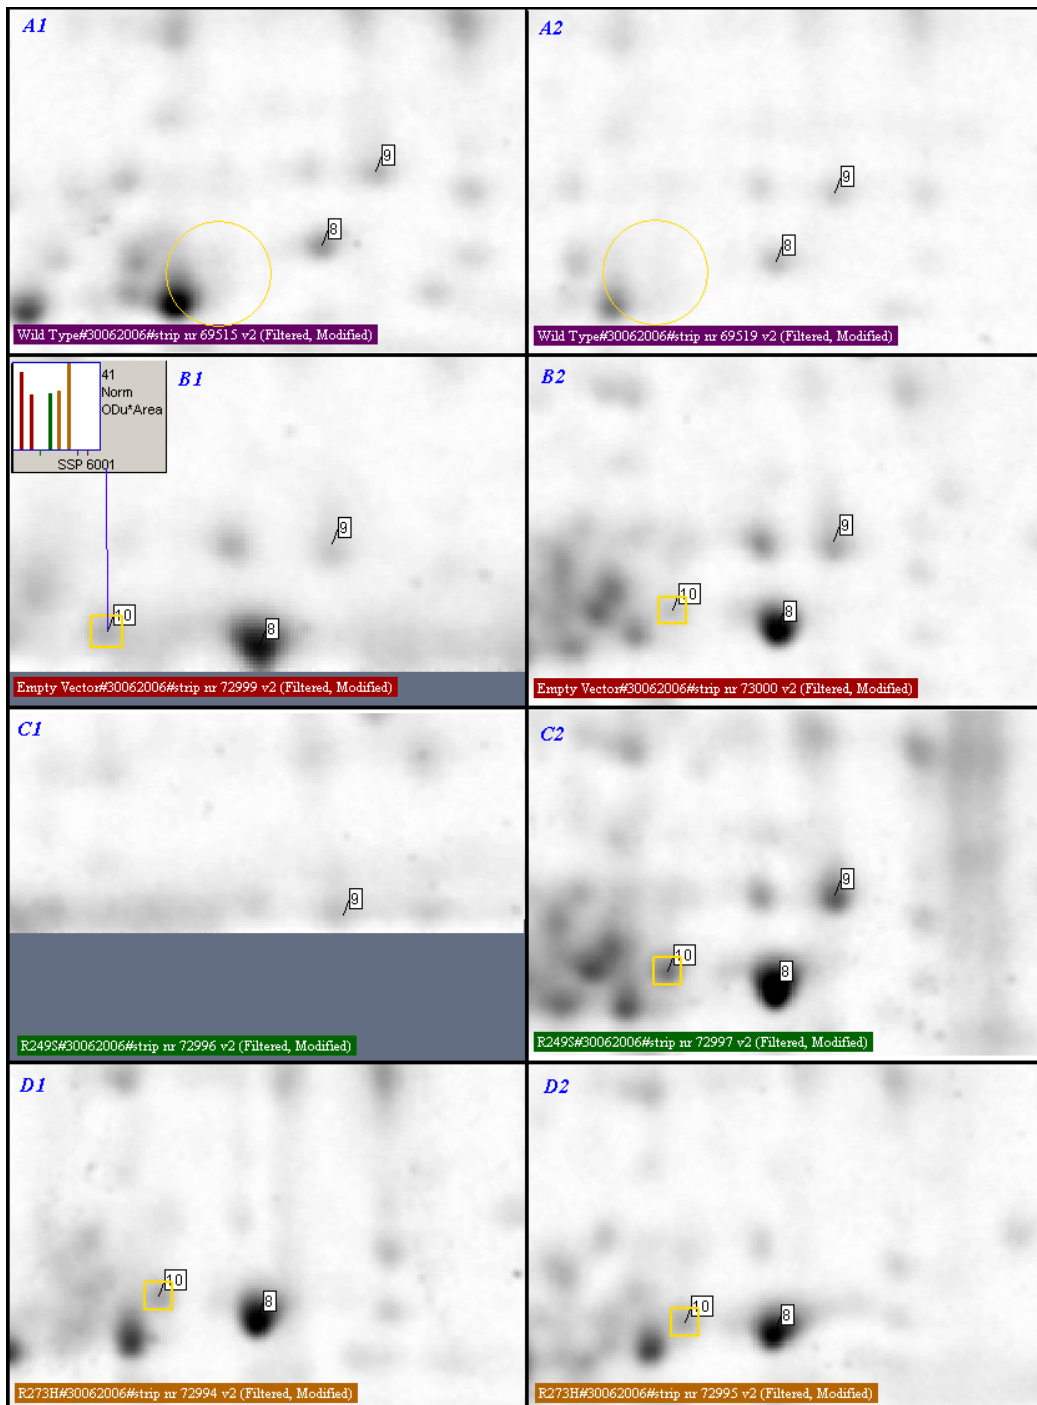 A1
9
8
Wild Type#30062006#strip nr 69515 v2 (Filtered, Modified)
A2
9
8
Wild Type#30062006#strip nr 69519 v2 (Filtered, Modified)
41
Norm
ODu*Area
SSP 6001
B1
9
10
8
Empty Vector#30062006#strip nr 72999 v2 (Filtered, Modified)
B2
9
10
8
Empty Vector#30062006#strip nr 73000 v2 (Filtered, Modified)
C1
9
R249S#30062006#strip nr 72996 v2 (Filtered, Modified)
C2
9
10
8
R249S#30062006#strip nr 72997 v2 (Filtered, Modified)
D1
10
8
R273H#30062006#strip nr 72994 v2 (Filtered, Modified)
D2
10
8
R273H#30062006#strip nr 72995 v2 (Filtered, Modified)